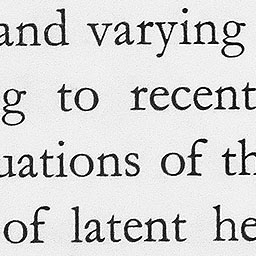 and varying
g to recent
uations of th
of latent he